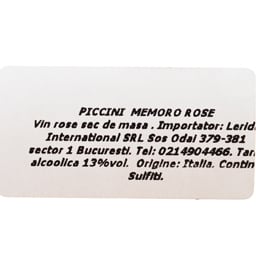 PICCINI MEMORO ROSE
Vin rose sec de masa . Importator: Lerid
International SRL Sos Odai 379-381
sector 1 Bucuresti. Tel: 0214904466. Tari
alcoolica 13%vol. Origine: Italia. Contin
Sulfiti.